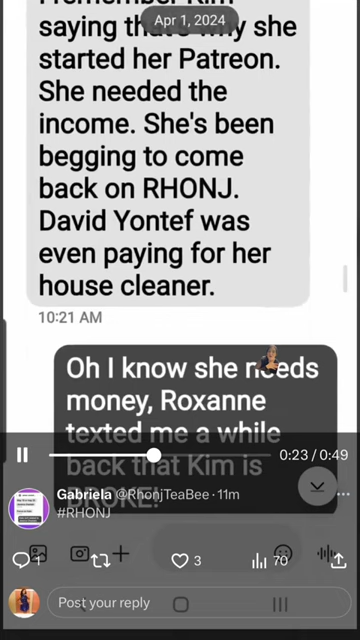 Apr 1, 2024
saying that's why she
started her Patreon.
She needed the
income. She's been
begging to come
back on RHONJ.
David Yontef was
even paying for her
house cleaner.
10:21 AM
Oh I know she needs
money, Roxanne
texted me a while
back that Kim is
BROKE!
0:23 / 0:49
Gabriela @RhonjTeaBee · 11m
#RHONJ
1
3
70
Post your reply